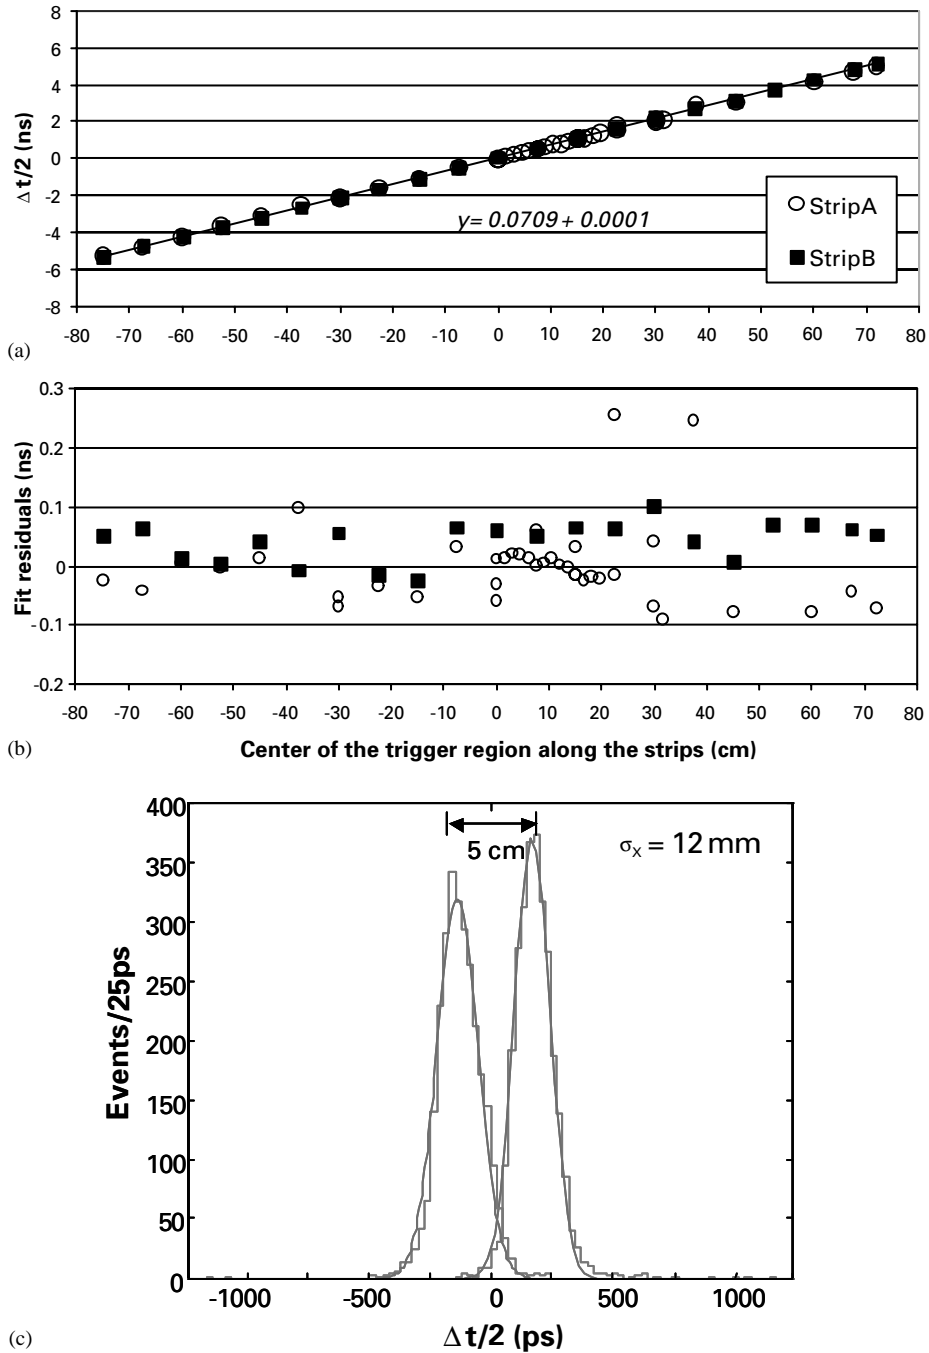 8
6
4
2
0
-2
-4
-6
-8
Δt/2 (ns)
y= 0.0709 + 0.0001
StripA
StripB
-80 -70 -60 -50 -40 -30 -20 -10 0 10 20 30 40 50 60 70 80
(a)
0.3
0.2
0.1
0
-0.1
-0.2
Fit residuals (ns)
-80 -70 -60 -50 -40 -30 -20 -10 0 10 20 30 40 50 60 70 80
(b)
Center of the trigger region along the strips (cm)
400
350
300
250
200
150
100
50
0
Events/25ps
5 cm
σx = 12 mm
-1000 -500 0 500 1000
Δt/2 (ps)
(c)